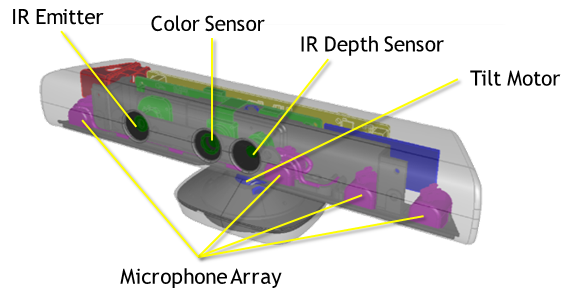 IR Emitter
Color Sensor
IR Depth Sensor
Tilt Motor
Microphone Array